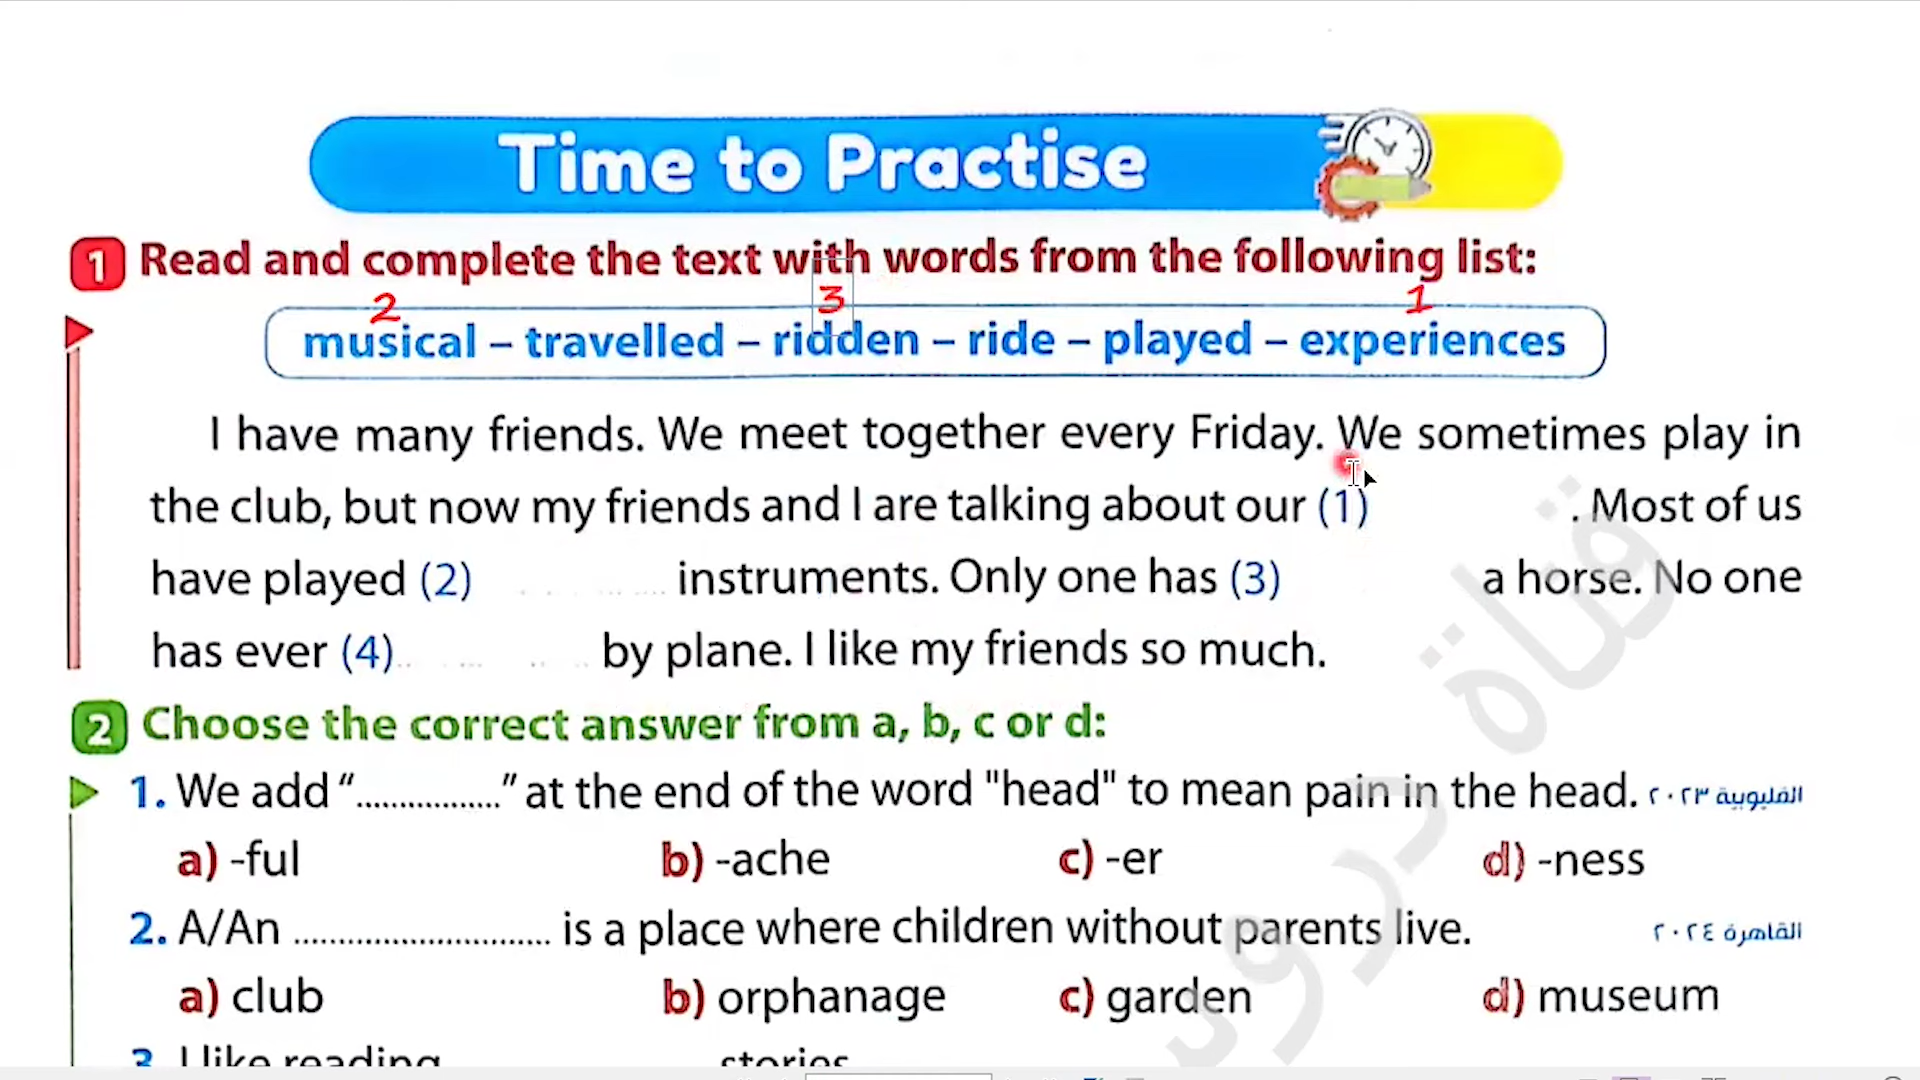 Time to Practise
1 Read and complete the text with words from the following list:
2 3 1
musical – travelled – ridden – ride – played – experiences
I have many friends. We meet together every Friday. We sometimes play in
the club, but now my friends and I are talking about our (1) . Most of us
have played (2) ......... instruments. Only one has (3) a horse. No one
has ever (4) ......... by plane. I like my friends so much.
2 Choose the correct answer from a, b, c or d:
1. We add “.................” at the end of the word "head" to mean pain in the head. القليوبية ٢٠٢٣
a) -ful b) -ache c) -er d) -ness
2. A/An ............................. is a place where children without parents live. القاهرة ٢٠٢٤
a) club b) orphanage c) garden d) museum
3. I like reading stories
قناة دروس